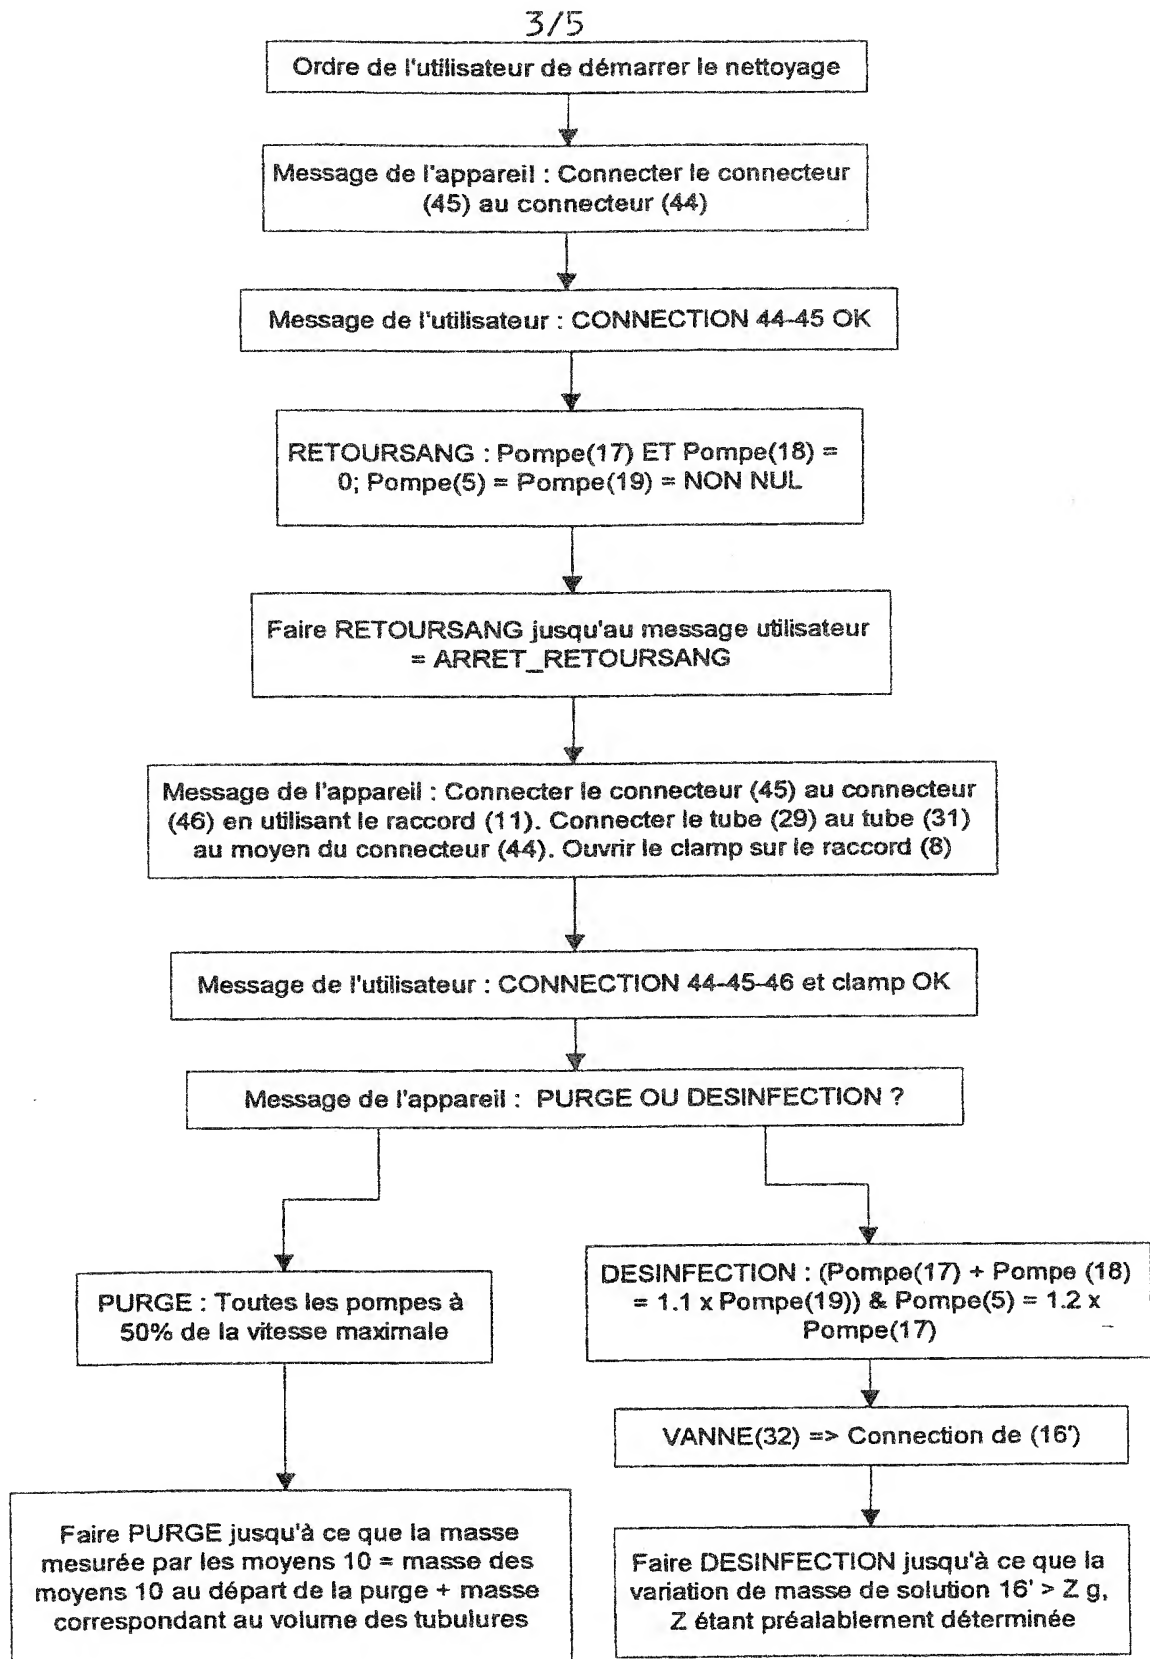 3/5
Ordre de l'utilisateur de démarrer le nettoyage
Message de l'appareil : Connecter le connecteur
(45) au connecteur (44)
Message de l'utilisateur : CONNECTION 44-45 OK
RETOURSANG : Pompe(17) ET Pompe(18) =
0; Pompe(5) = Pompe(19) = NON NUL
Faire RETOURSANG jusqu'au message utilisateur
= ARRET_RETOURSANG
Message de l'appareil : Connecter le connecteur (45) au connecteur
(46) en utilisant le raccord (11). Connecter le tube (29) au tube (31)
au moyen du connecteur (44). Ouvrir le clamp sur le raccord (8)
Message de l'utilisateur : CONNECTION 44-45-46 et clamp OK
Message de l'appareil : PURGE OU DESINFECTION ?
PURGE : Toutes les pompes à
50% de la vitesse maximale
Faire PURGE jusqu'à ce que la masse
mesurée par les moyens 10 = masse des
moyens 10 au départ de la purge + masse
correspondant au volume des tubulures
DESINFECTION : (Pompe(17) + Pompe (18)
= 1.1 x Pompe(19)) & Pompe(5) = 1.2 x
Pompe(17)
VANNE(32) => Connection de (16')
Faire DESINFECTION jusqu'à ce que la
variation de masse de solution 16' > Z g,
Z étant préalablement déterminée